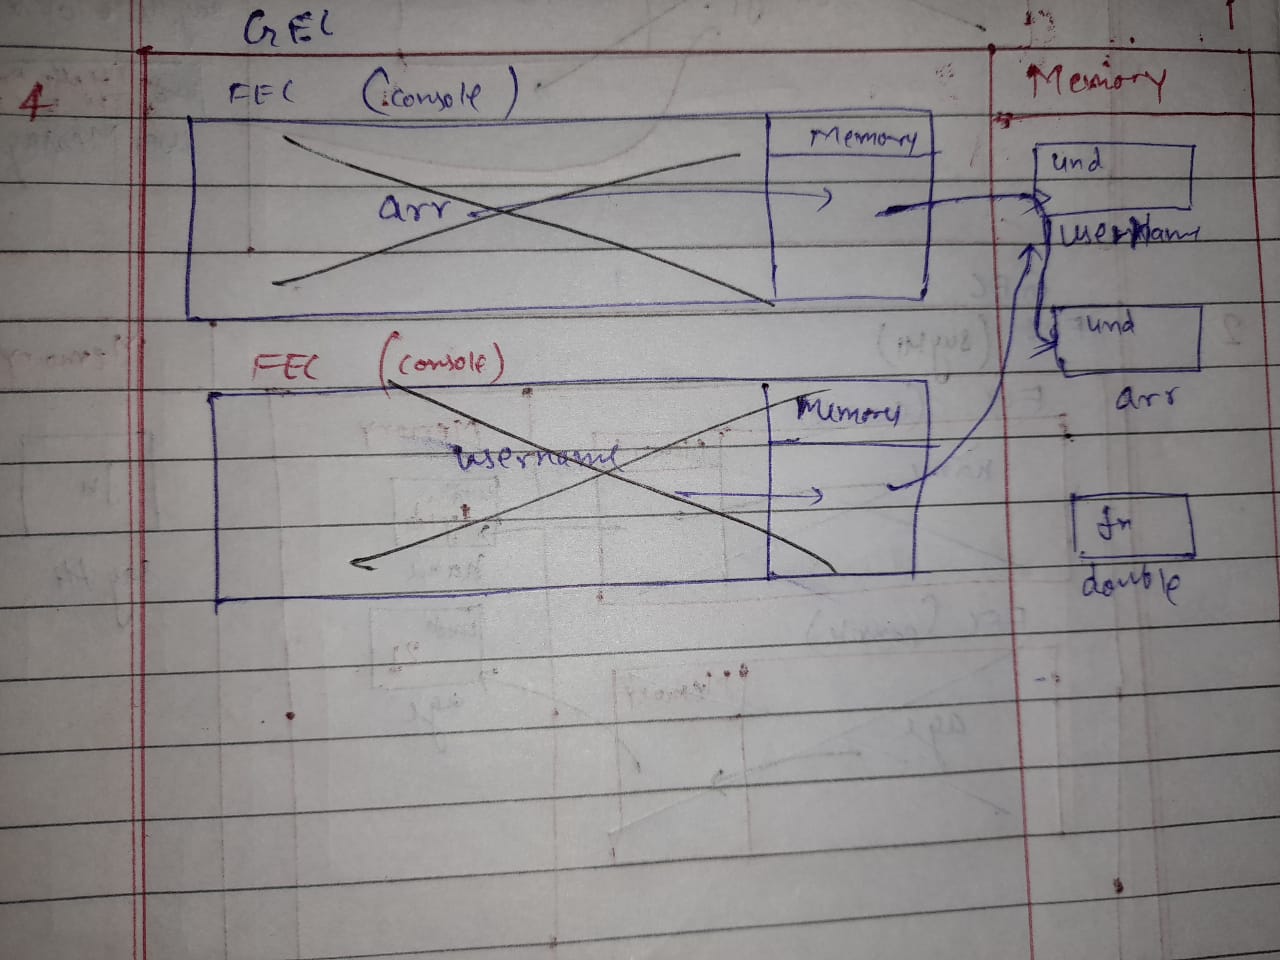 GEC
4
FEC (console)
Memory
Memory
arr
und
username
FEC (console)
und
arr
Memory
username
fn
double